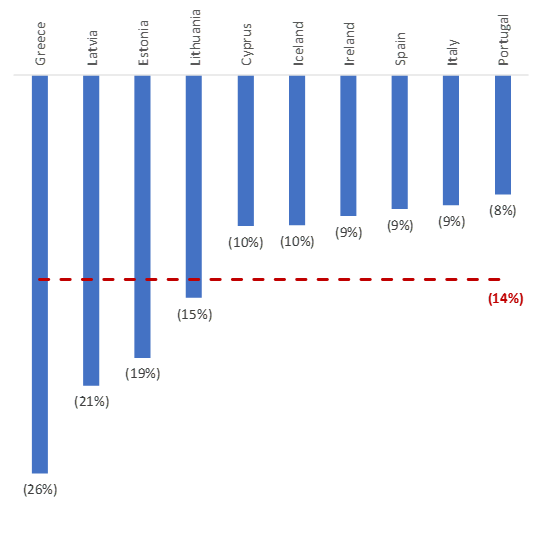 Greece
Latvia
Estonia
Lithuania
Cyprus
Iceland
Ireland
Spain
Italy
Portugal
(8%)
(9%)
(9%)
(9%)
(10%)
(10%)
(14%)
(15%)
(19%)
(21%)
(26%)